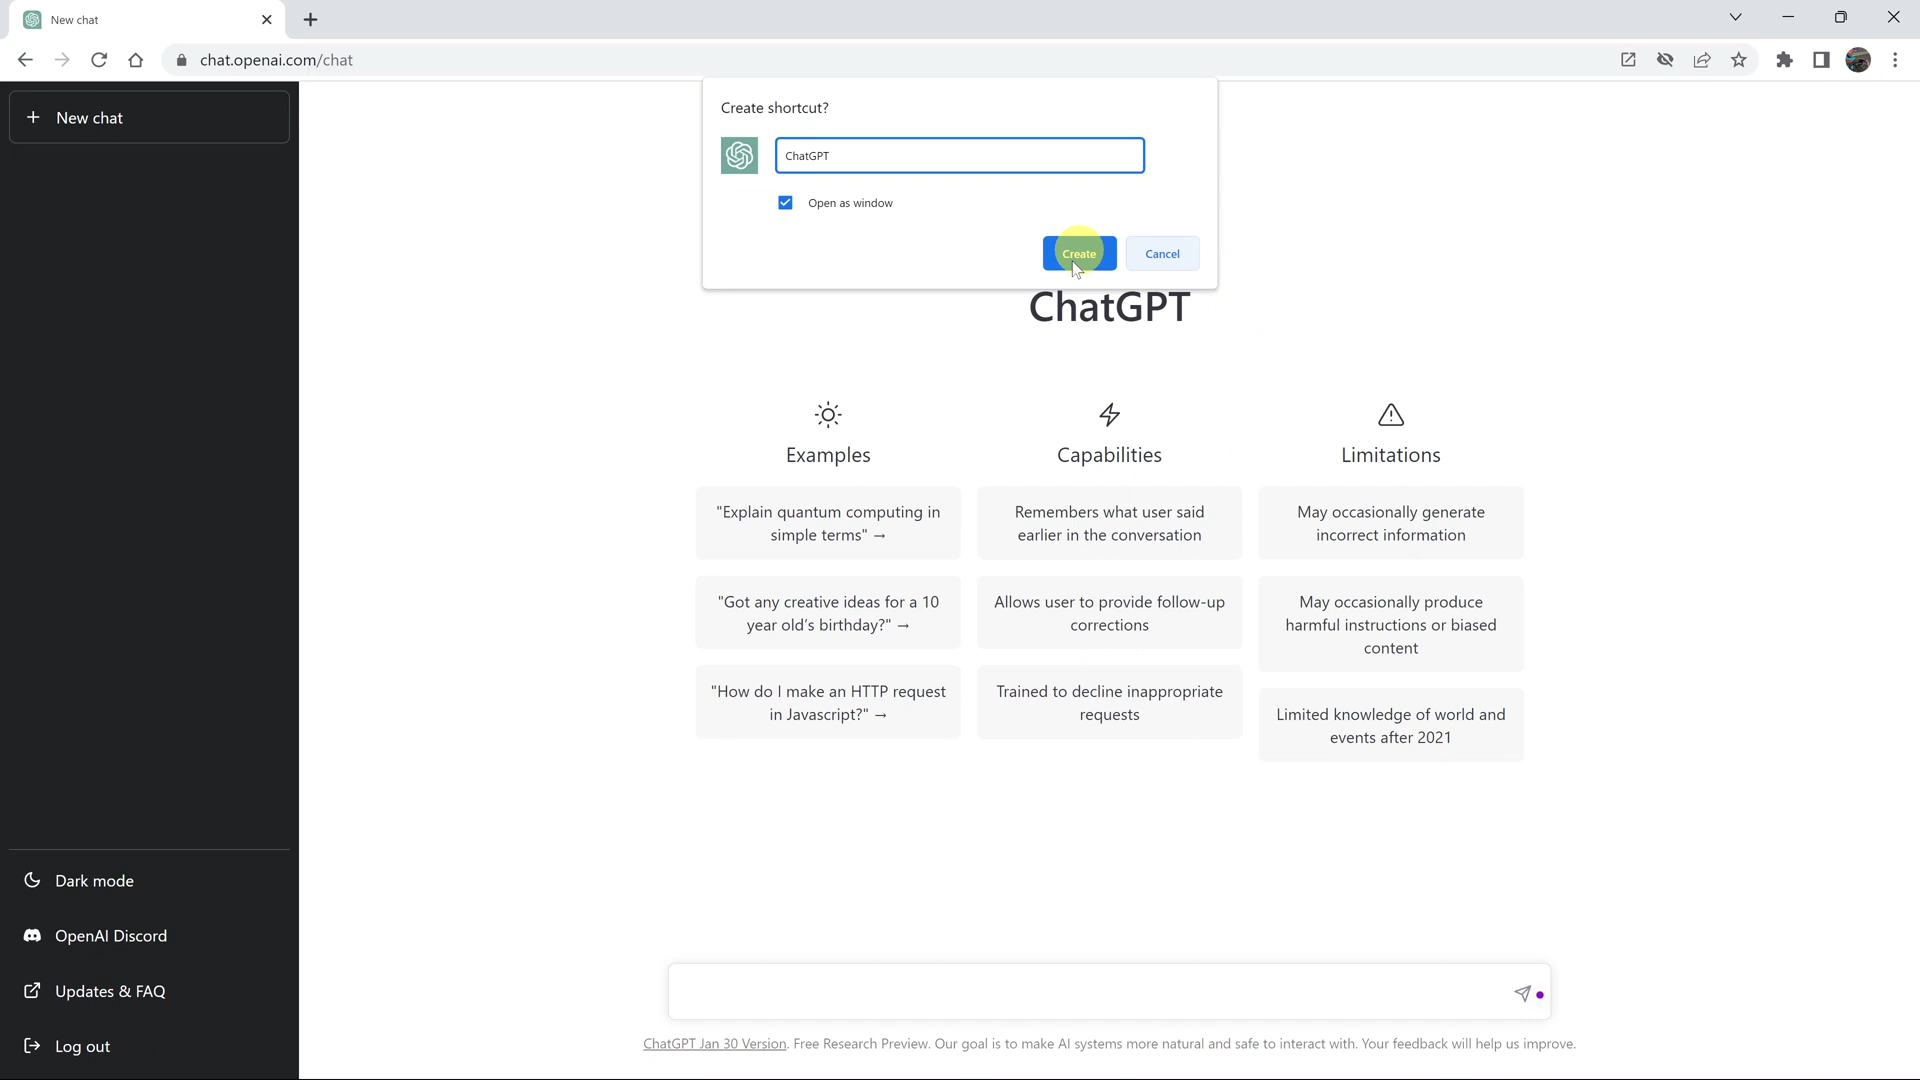 New chat
chat.openai.com/chat
New chat
Create shortcut?
ChatGPT
Open as window
Create
Cancel
ChatGPT
Examples
"Explain quantum computing in
simple terms" →
"Got any creative ideas for a 10
year old's birthday?" →
"How do I make an HTTP request
in Javascript?" →
Capabilities
Remembers what user said
earlier in the conversation
Allows user to provide follow-up
corrections
Trained to decline inappropriate
requests
Limitations
May occasionally generate
incorrect information
May occasionally produce
harmful instructions or biased
content
Limited knowledge of world and
events after 2021
Dark mode
OpenAI Discord
Updates & FAQ
Log out
ChatGPT Jan 30 Version. Free Research Preview. Our goal is to make AI systems more natural and safe to interact with. Your feedback will help us improve.